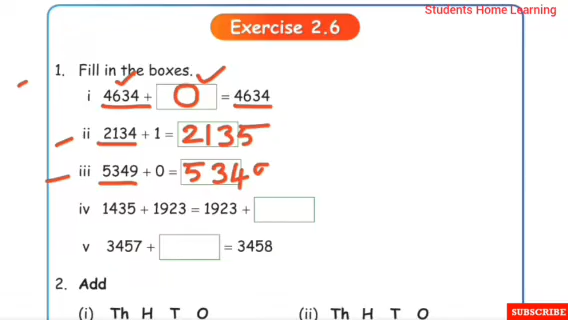 Students Home Learning
Exercise 2.6
1. Fill in the boxes.
i 4634 + 0 = 4634
ii 2134 + 1 = 2135
iii 5349 + 0 = 534
iv 1435 + 1923 = 1923 +
v 3457 + = 3458
2. Add
(i) Th H T O (ii) Th H T O
SUBSCRIBE